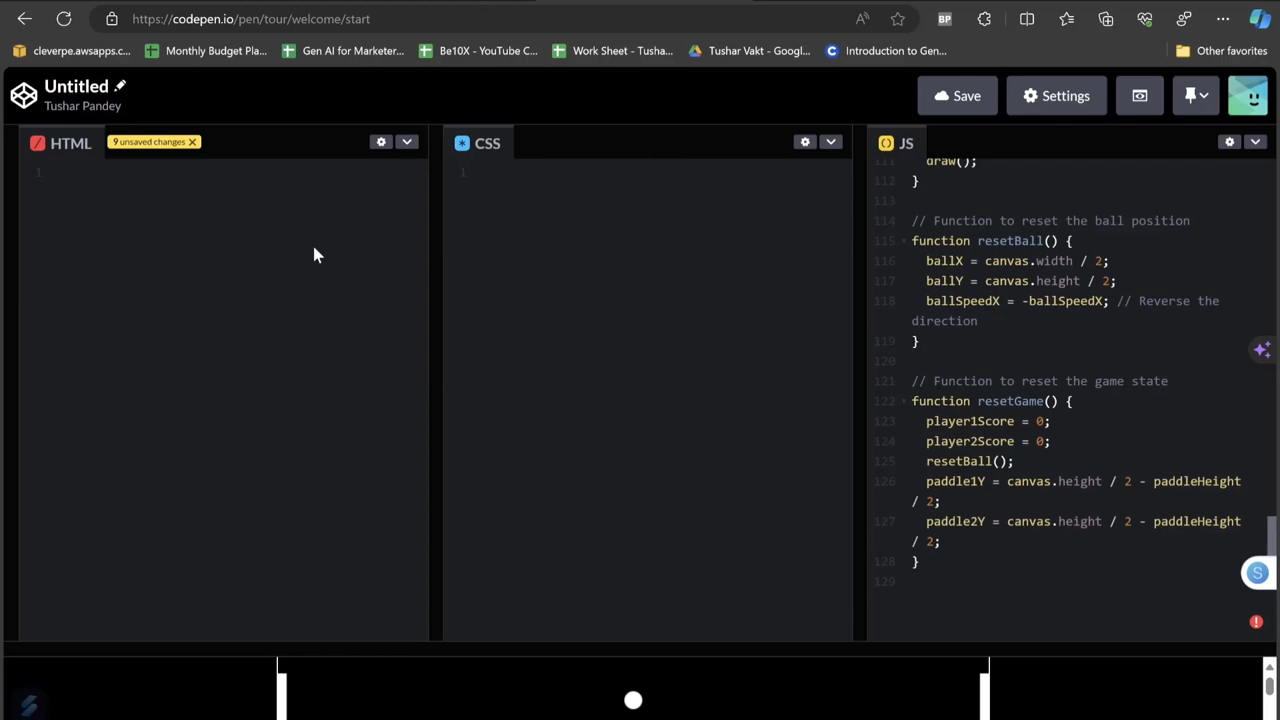 https://codepen.io/pen/tour/welcome/start
BP
cleverpe.awsapps.c...
Monthly Budget Pla...
Gen AI for Marketer...
Be10X - YouTube C...
Work Sheet - Tusha...
Tushar Vakt - Googl...
Introduction to Gen...
Other favorites
Untitled
Tushar Pandey
Save
Settings
HTML
9 unsaved changes X
CSS
JS
1
1
111 draw();
112 }
113
114 // Function to reset the ball position
115 function resetBall() {
116 ballX = canvas.width / 2;
117 ballY = canvas.height / 2;
118 ballSpeedX = -ballSpeedX; // Reverse the
direction
119 }
120
121 // Function to reset the game state
122 function resetGame() {
123 player1Score = 0;
124 player2Score = 0;
125 resetBall();
126 paddle1Y = canvas.height / 2 - paddleHeight
/ 2;
127 paddle2Y = canvas.height / 2 - paddleHeight
/ 2;
128 }
129
S